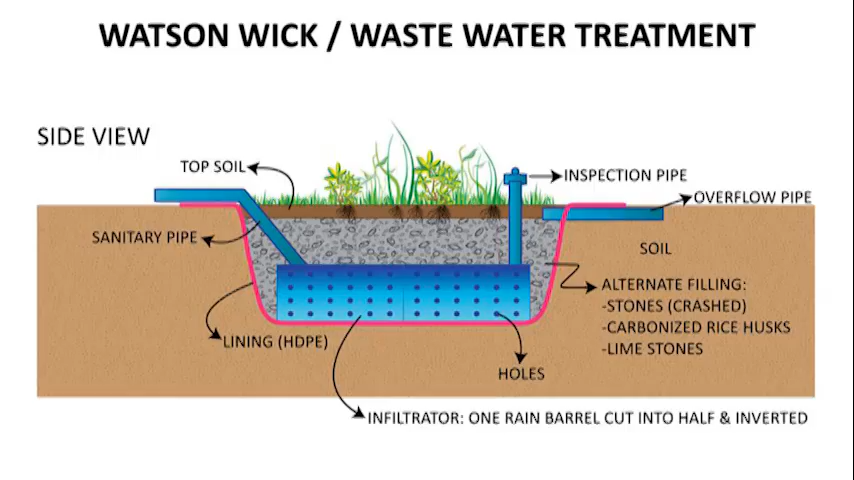 WATSON WICK / WASTE WATER TREATMENT
SIDE VIEW
TOP SOIL
INSPECTION PIPE
OVERFLOW PIPE
SANITARY PIPE
SOIL
ALTERNATE FILLING:
-STONES (CRASHED)
-CARBONIZED RICE HUSKS
-LIME STONES
LINING (HDPE)
HOLES
INFILTRATOR: ONE RAIN BARREL CUT INTO HALF & INVERTED